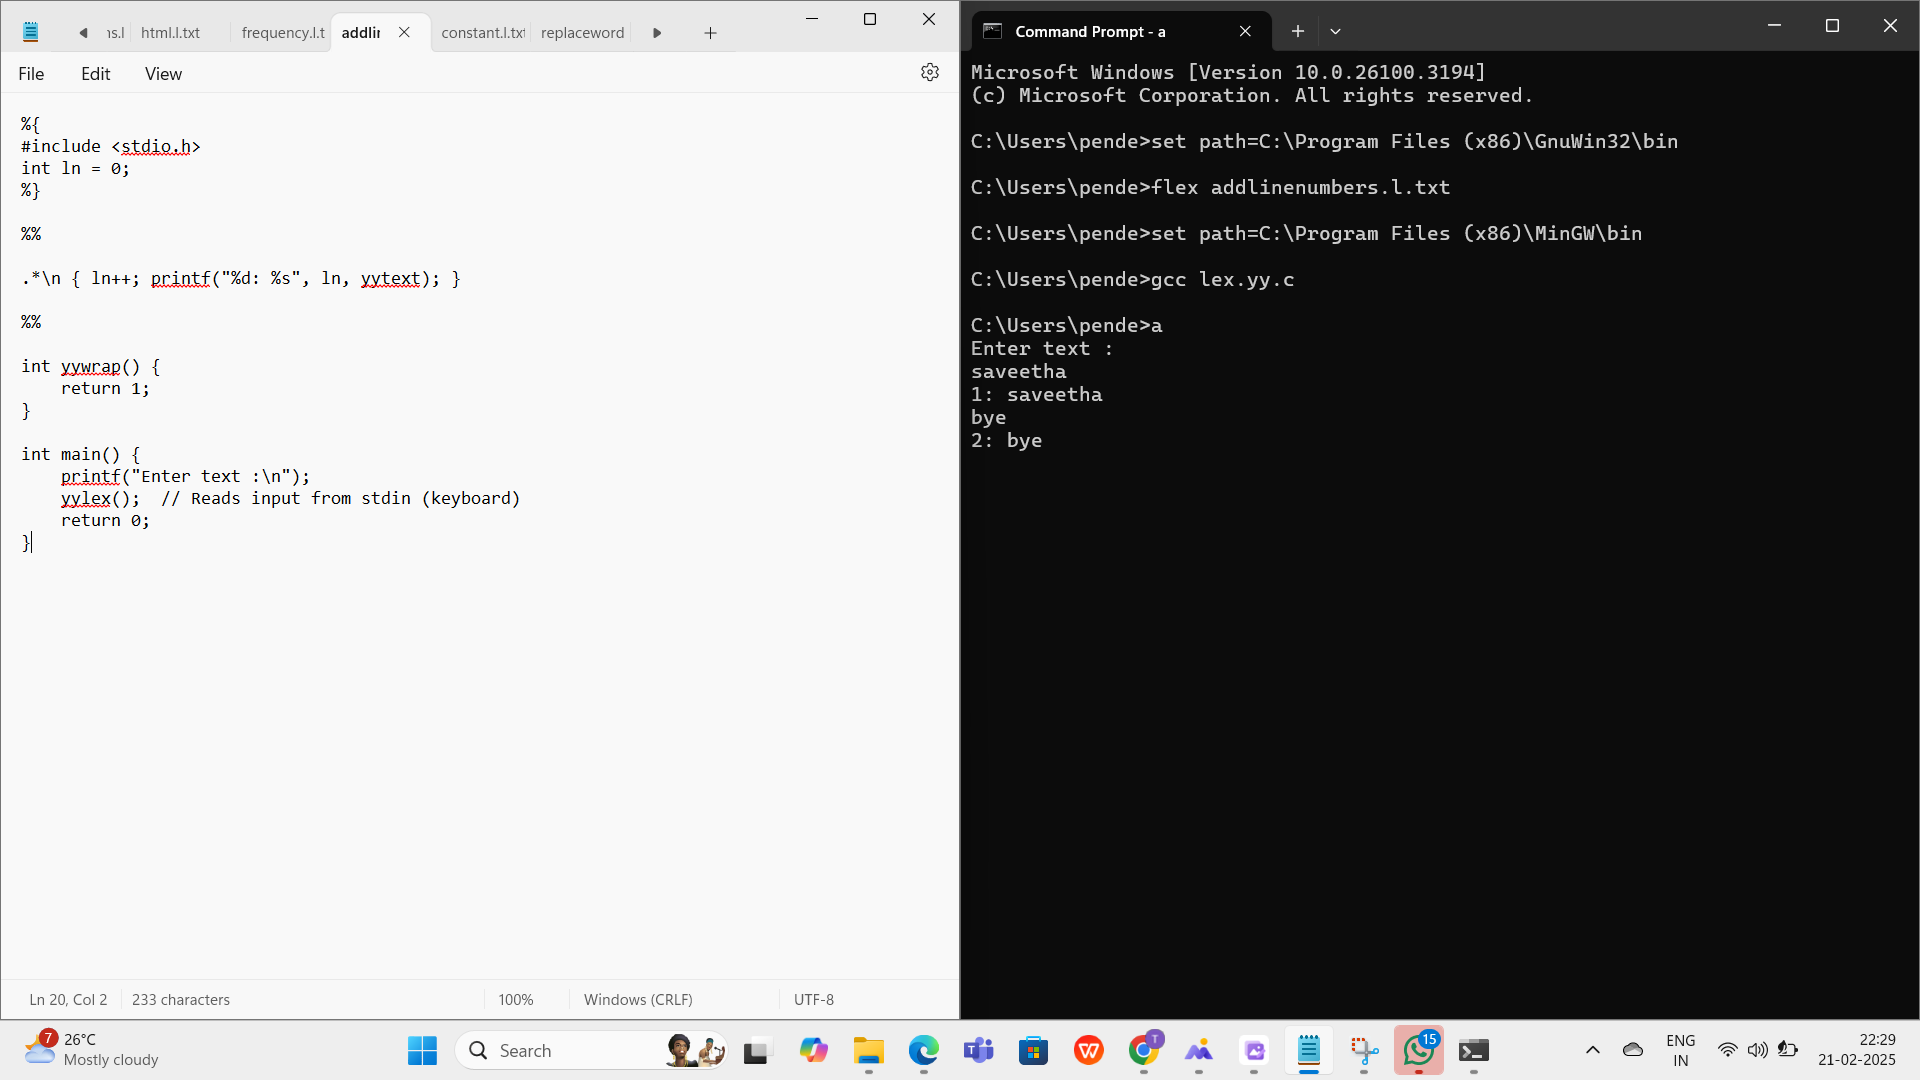 ns.l html.l.txt frequency.l.t addlir constant.l.txt replaceword
File Edit View
%{
#include <stdio.h>
int ln = 0;
%}
%%
.*\n { ln++; printf("%d: %s", ln, yytext); }
%%
int yywrap() {
    return 1;
}
int main() {
    printf("Enter text :\n");
    yylex();  // Reads input from stdin (keyboard)
    return 0;
}
Ln 20, Col 2 233 characters 100% Windows (CRLF) UTF-8
Command Prompt - a
Microsoft Windows [Version 10.0.26100.3194]
(c) Microsoft Corporation. All rights reserved.
C:\Users\pende>set path=C:\Program Files (x86)\GnuWin32\bin
C:\Users\pende>flex addlinenumbers.l.txt
C:\Users\pende>set path=C:\Program Files (x86)\MinGW\bin
C:\Users\pende>gcc lex.yy.c
C:\Users\pende>a
Enter text :
saveetha
1: saveetha
bye
2: bye
7 26°C
Mostly cloudy
Search
T
W
T
15
ENG
IN
22:29
21-02-2025